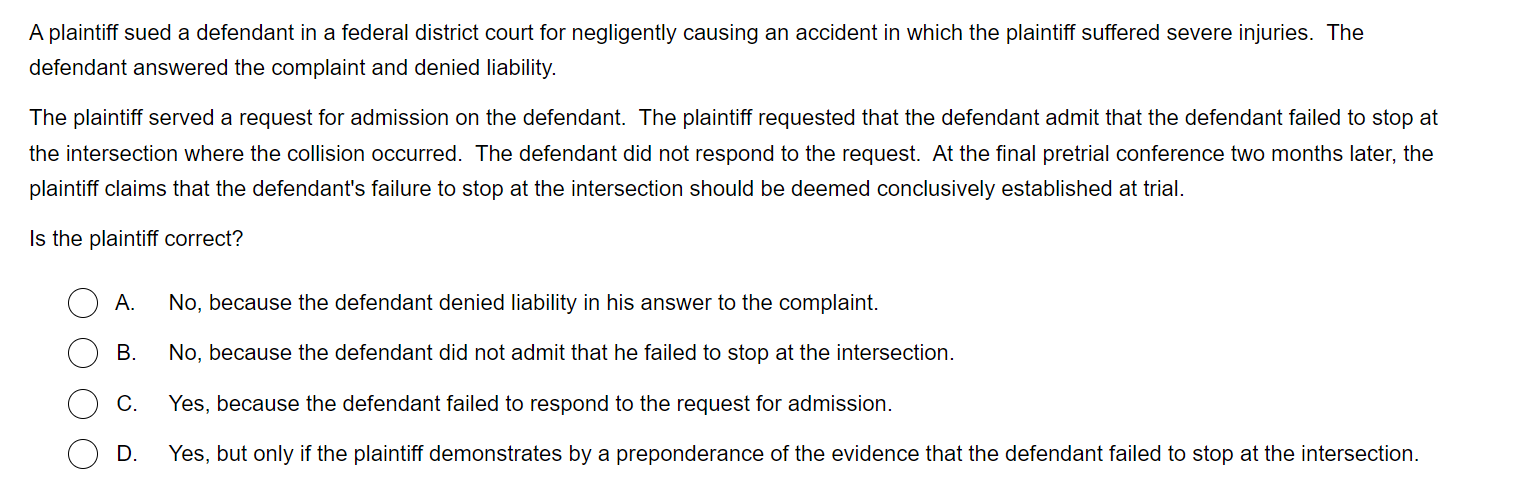 A plaintiff sued a defendant in a federal district court for negligently causing an accident in which the plaintiff suffered severe injuries.  The
defendant answered the complaint and denied liability.
The plaintiff served a request for admission on the defendant.  The plaintiff requested that the defendant admit that the defendant failed to stop at
the intersection where the collision occurred.  The defendant did not respond to the request.  At the final pretrial conference two months later, the
plaintiff claims that the defendant's failure to stop at the intersection should be deemed conclusively established at trial.
Is the plaintiff correct?
A. No, because the defendant denied liability in his answer to the complaint.
B. No, because the defendant did not admit that he failed to stop at the intersection.
C. Yes, because the defendant failed to respond to the request for admission.
D. Yes, but only if the plaintiff demonstrates by a preponderance of the evidence that the defendant failed to stop at the intersection.